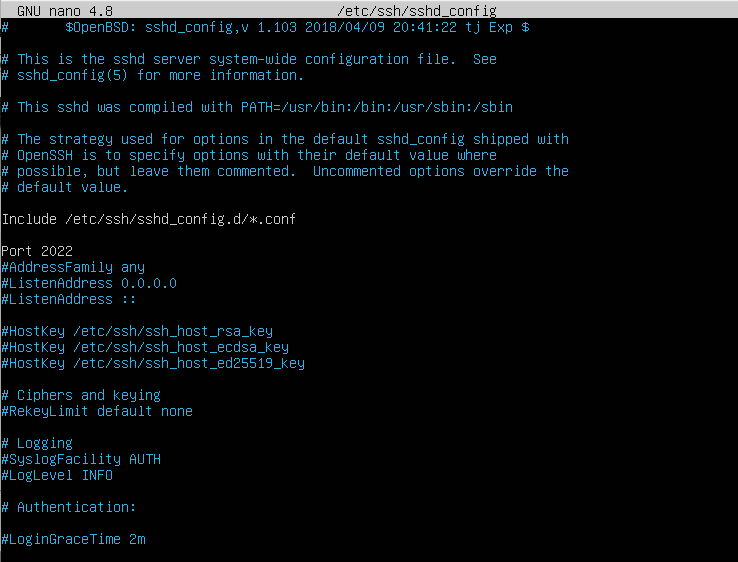 GNU nano 4.8 /etc/ssh/sshd_config
# $OpenBSD: sshd_config,v 1.103 2018/04/09 20:41:22 tj Exp $
# This is the sshd server system-wide configuration file. See
# sshd_config(5) for more information.
# This sshd was compiled with PATH=/usr/bin:/bin:/usr/sbin:/sbin
# The strategy used for options in the default sshd_config shipped with
# OpenSSH is to specify options with their default value where
# possible, but leave them commented. Uncommented options override the
# default value.
Include /etc/ssh/sshd_config.d/*.conf
Port 2022
#AddressFamily any
#ListenAddress 0.0.0.0
#ListenAddress ::
#HostKey /etc/ssh/ssh_host_rsa_key
#HostKey /etc/ssh/ssh_host_ecdsa_key
#HostKey /etc/ssh/ssh_host_ed25519_key
# Ciphers and keying
#RekeyLimit default none
# Logging
#SyslogFacility AUTH
#LogLevel INFO
# Authentication:
#LoginGraceTime 2m